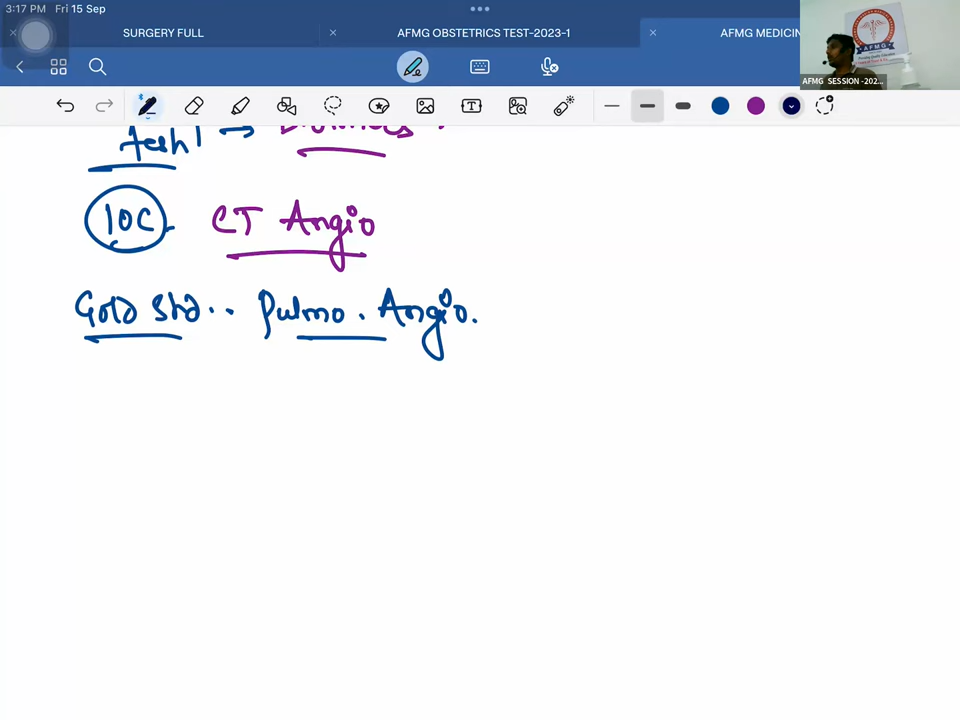 3:17 PM Fri 15 Sep
SURGERY FULL
AFMG OBSTETRICS TEST-2023-1
AFMG MEDICIN
AFMG
AFMG SESSION -202...
→
IOC
CT Angio
Gold Std.. Pulmo. Angio.